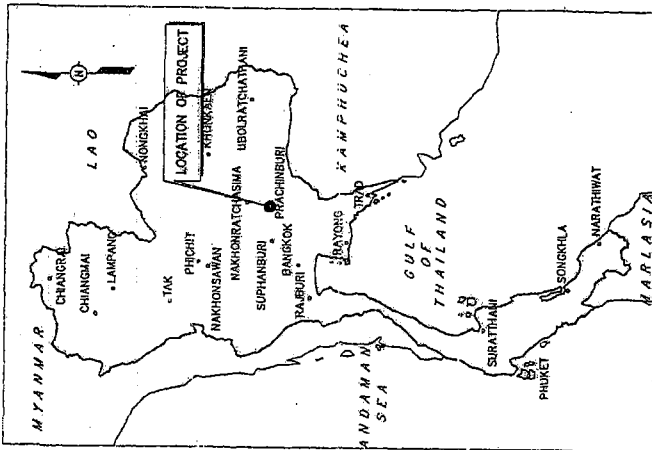 N
MYANMAR
LAO
CHIANGRAI
CHIANGMAI
LAMPANG
NONGKHAI
LOCATION OF PROJECT
TAK
PHICHIT
KHONKAEN
NAKHONSAWAN
NAKHONRATCHASIMA
UBOLRATCHATHANI
SUPHANBURI
PRACHINBURI
BANGKOK
RAJBURI
RAYONG
TRAD
KAMPHUCHEA
ANDAMAN
SEA
GULF
OF
THAILAND
SURATTHANI
PHUKET
SONGKHLA
NARATHIWAT
MARLASIA